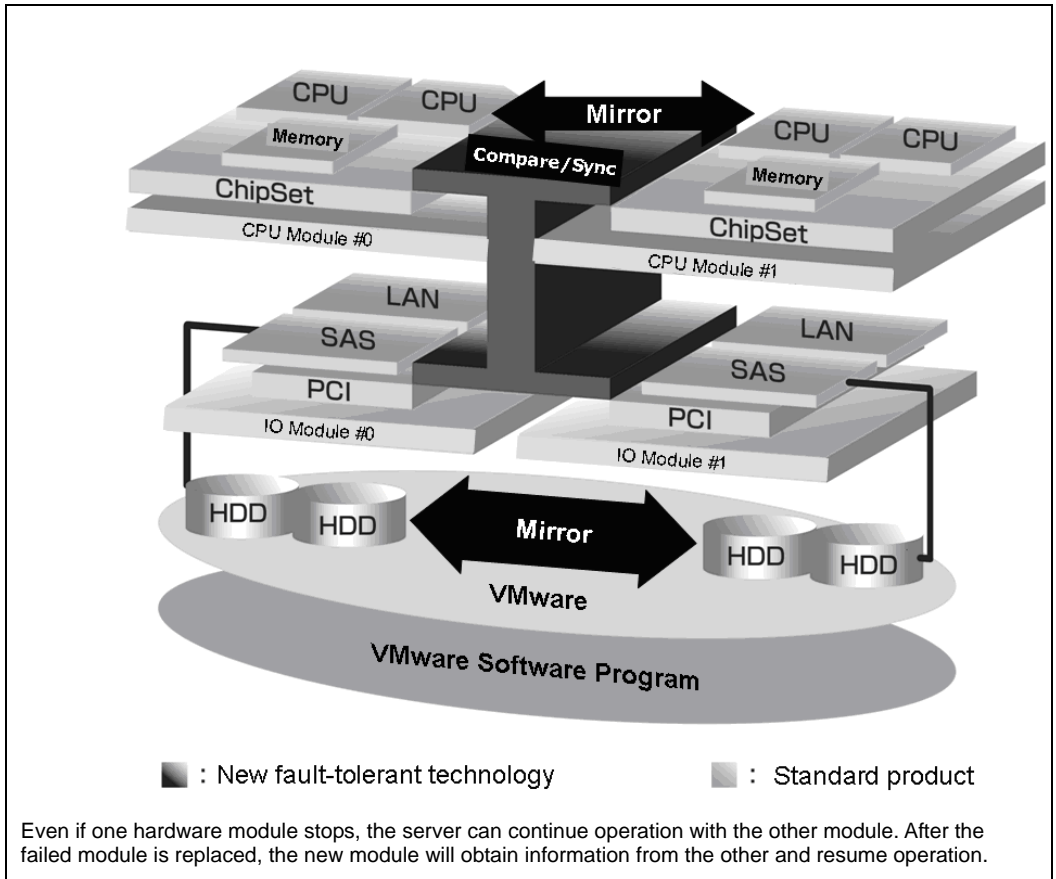 CPU
CPU
Mirror
CPU
CPU
Memory
Compare/Sync
Memory
ChipSet
ChipSet
CPU Module #0
CPU Module #1
LAN
LAN
SAS
SAS
PCI
PCI
IO Module #0
IO Module #1
HDD
HDD
Mirror
HDD
HDD
VMware
VMware Software Program
: New fault-tolerant technology
: Standard product
Even if one hardware module stops, the server can continue operation with the other module. After the
failed module is replaced, the new module will obtain information from the other and resume operation.